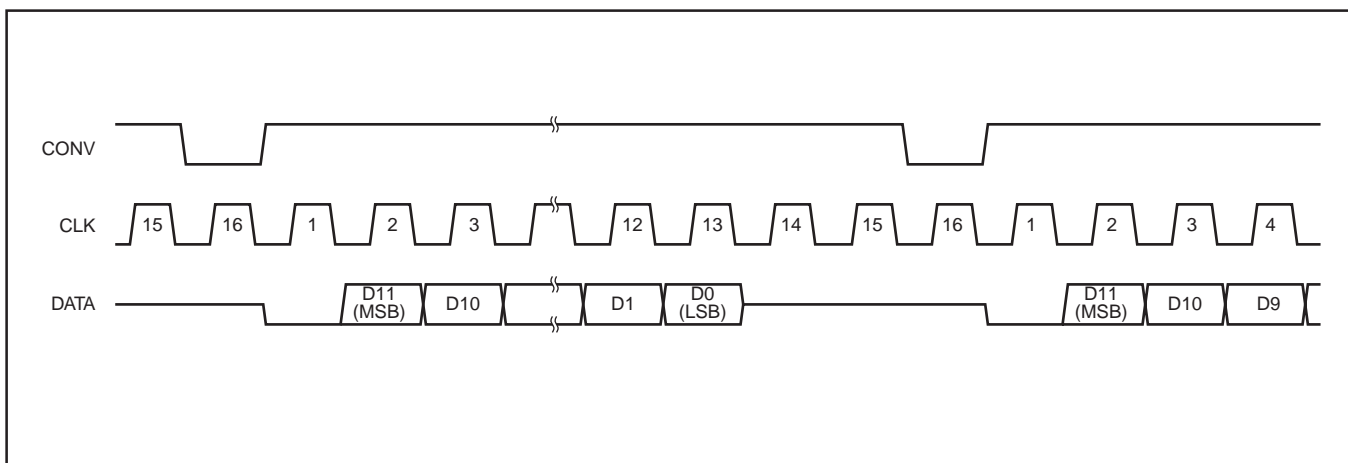 CONV
CLK
15 16 1 2 3 12 13 14 15 16 1 2 3 4
DATA
D11
(MSB)
D10
D1
D0
(LSB)
D11
(MSB)
D10
D9